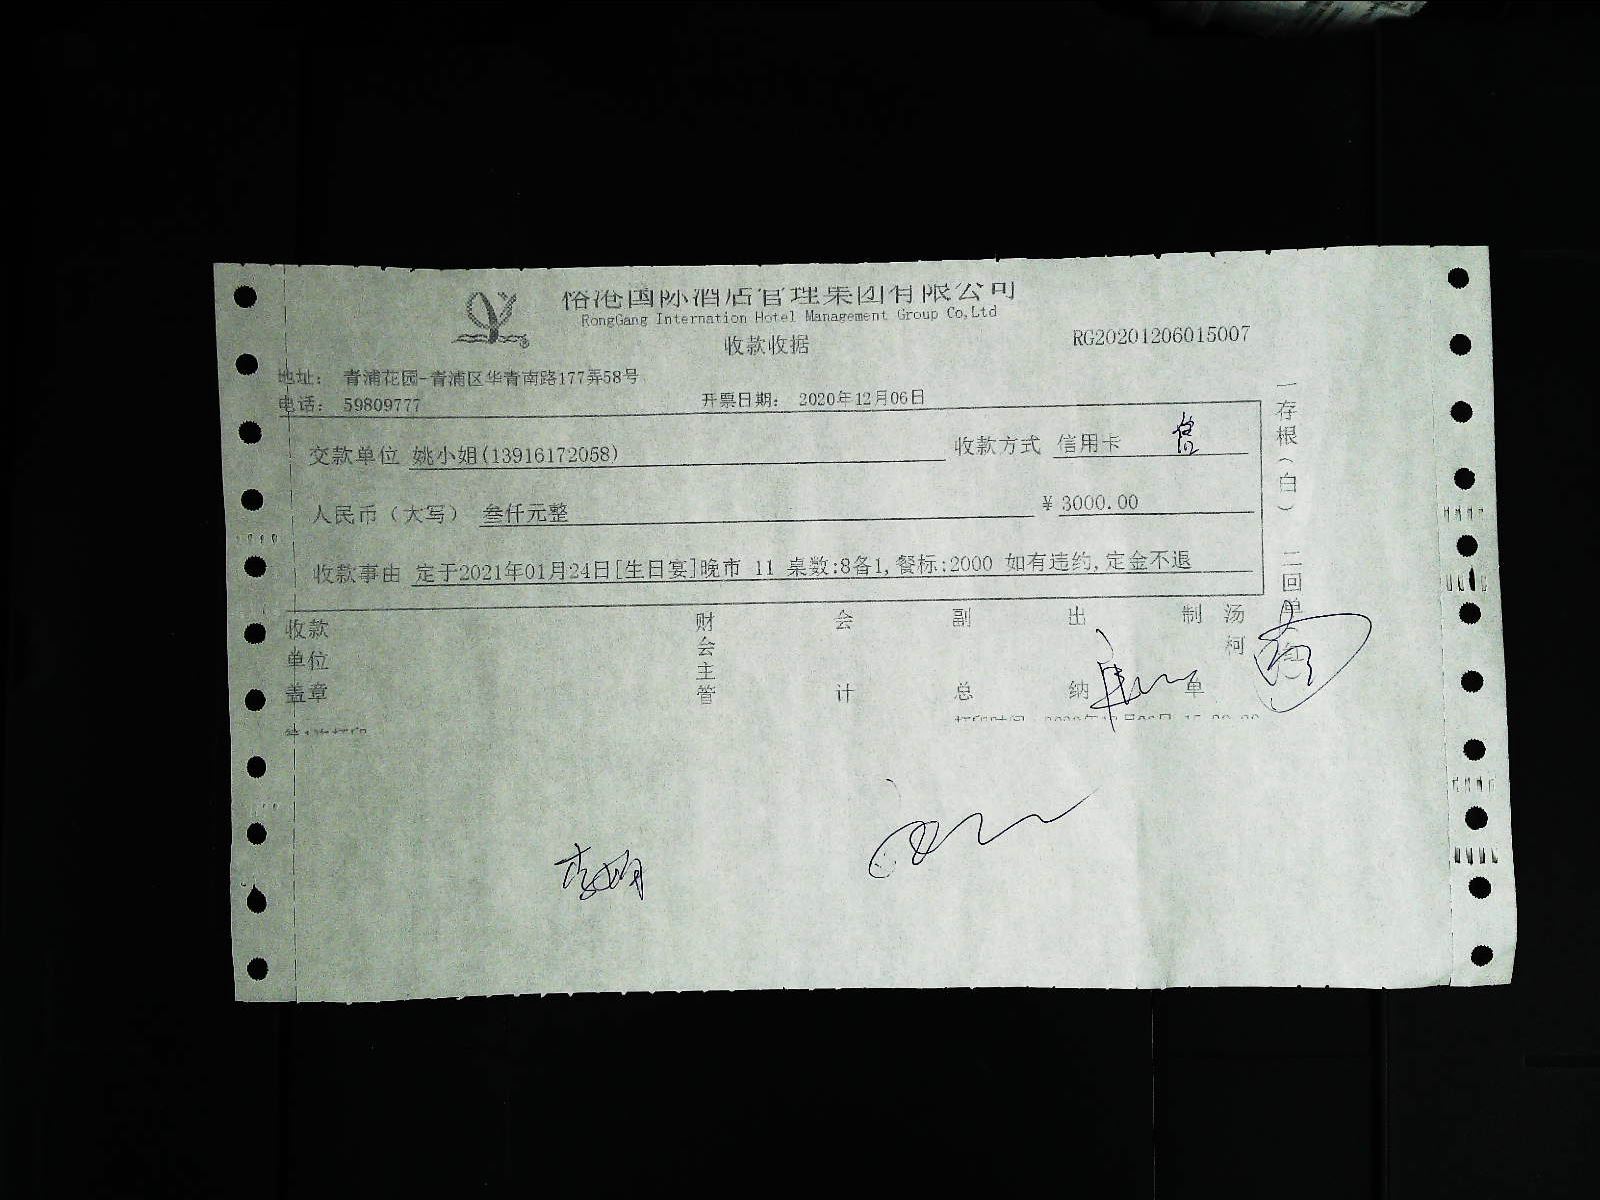 榕港国际酒店管理集团有限公司
RongGang Internation Hotel Management Group Co,Ltd
收款收据
RG20201206015007
地址： 青浦花园-青浦区华青南路177弄58号
电话： 59809777
开票日期： 2020年12月06日
交款单位 姚小姐(13916172058)
收款方式 信用卡
人民币（大写） 叁仟元整
¥ 3000.00
收款事由 定于2021年01月24日[生日宴]晚市 11 桌数:8备1,餐标:2000 如有违约,定金不退
一存根（白） 二回单
收款单位盖章
财会主管
会计
副总
出纳
制单
汤柯